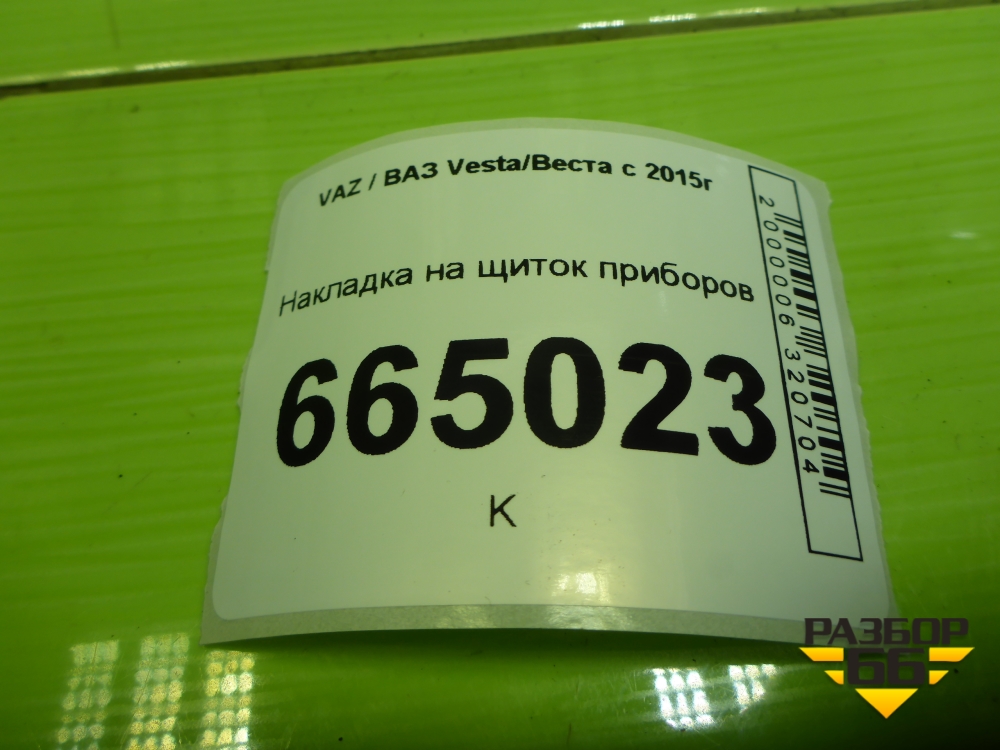 VAZ / ВАЗ Vesta/Веста с 2015г
Накладка на щиток приборов
665023
К
2000006320704
РАЗБОР
66